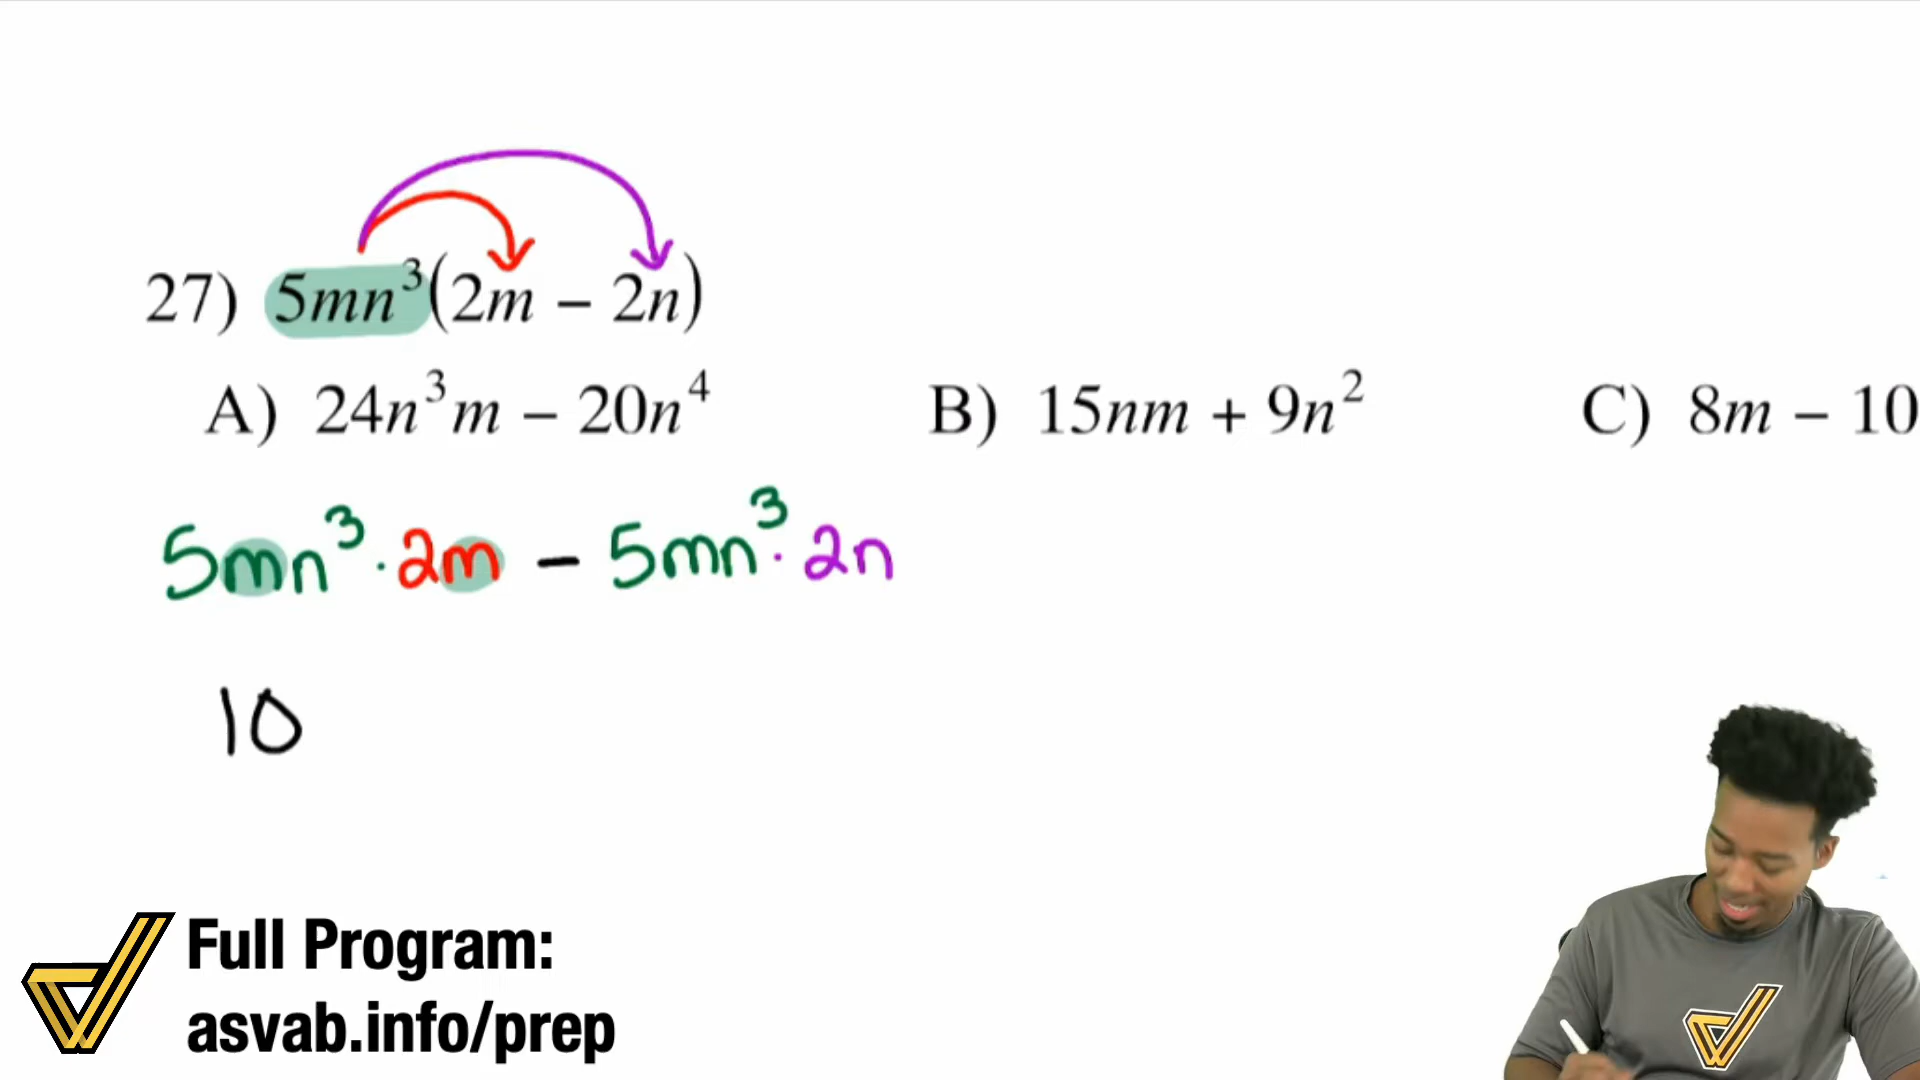 27) 5mn³(2m – 2n)
A) 24n³m – 20n⁴ B) 15nm + 9n² C) 8m – 10
5mn³ · 2m – 5mn³ · 2n
10
Full Program:
asvab.info/prep